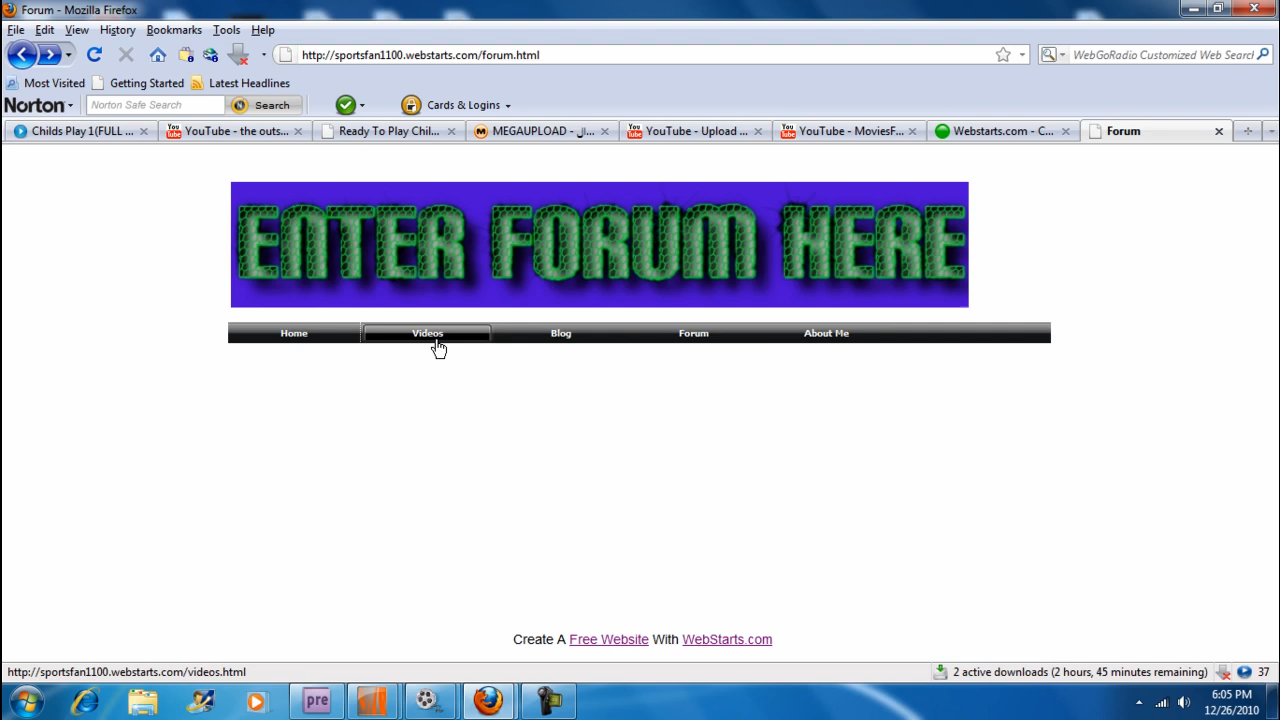 Forum - Mozilla Firefox
File Edit View History Bookmarks Tools Help
http://sportsfan1100.webstarts.com/forum.html WebGoRadio Customized Web Search
Most Visited Getting Started Latest Headlines
Norton Norton Safe Search Search Cards & Logins
Childs Play 1(FULL ... YouTube - the outs... Ready To Play Chil... MEGAUPLOAD - ال... YouTube - Upload ... YouTube - MoviesF... Webstarts.com - C... Forum
ENTER FORUM HERE
Home Videos Blog Forum About Me
Create A Free Website With WebStarts.com
http://sportsfan1100.webstarts.com/videos.html 2 active downloads (2 hours, 45 minutes remaining) 37
pre 6:05 PM
12/26/2010